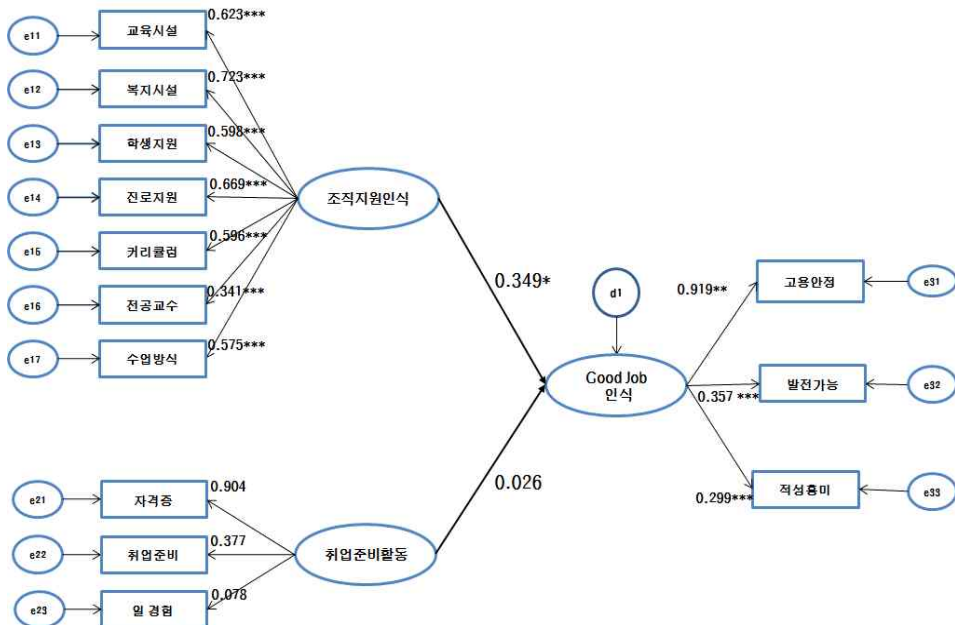 e11
교육시설
0.623***
e12
복지시설
0.723***
e13
학생지원
0.598***
e14
진로지원
0.669***
조직지원인식
e15
커리큘럼
0.596***
e16
전공교수
0.341***
e17
수업방식
0.575***
0.349*
d1
Good Job
인식
0.919**
고용안정
e31
0.357 ***
발전가능
e32
0.299***
적성흥미
e33
0.026
e21
자격증
0.904
e22
취업준비
0.377
취업준비활동
e23
일 경험
0.078